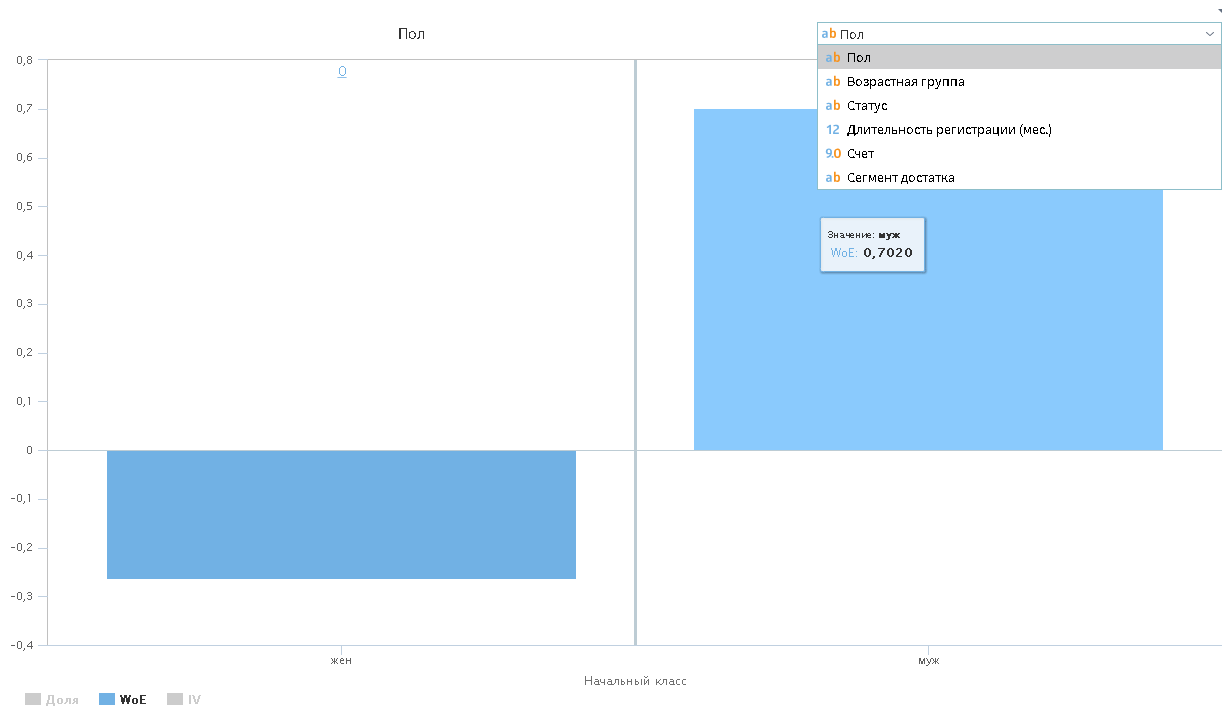 Пол
ab Пол
ab Пол
ab Возрастная группа
ab Статус
12 Длительность регистрации (мес.)
9.0 Счет
ab Сегмент достатка
0
Значение: муж
WoE: 0,7020
0,8
0,7
0,6
0,5
0,4
0,3
0,2
0,1
0
-0,1
-0,2
-0,3
-0,4
жен
муж
Начальный класс
Доля
WoE
IV